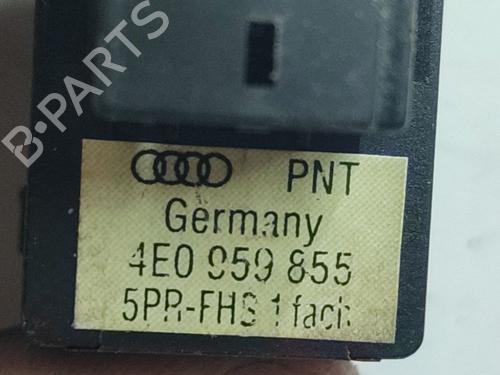 B-PARTS
PNT
Germany
4E0 959 855
5PR-FHS 1 fach